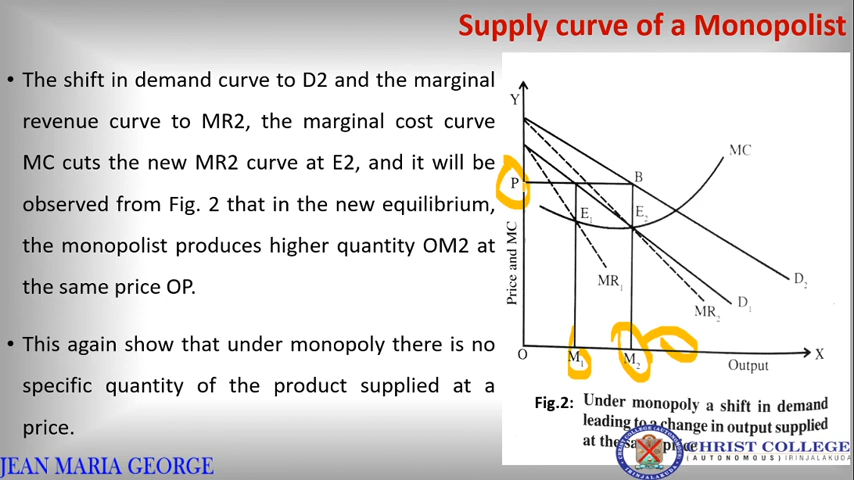 Supply curve of a Monopolist
• The shift in demand curve to D2 and the marginal
revenue curve to MR2, the marginal cost curve
MC cuts the new MR2 curve at E2, and it will be
observed from Fig. 2 that in the new equilibrium,
the monopolist produces higher quantity OM2 at
the same price OP.
• This again show that under monopoly there is no
specific quantity of the product supplied at a
price.
JEAN MARIA GEORGE
Y
MC
P
B
E₁
E₂
Price and MC
MR₁
D₂
MR₂
D₁
O
M₁
M₂
Output
X
Fig.2: Under monopoly a shift in demand
leading to a change in output supplied
at the
CHRIST COLLEGE
(AUTONOMOUS) IRINJALAKUDA